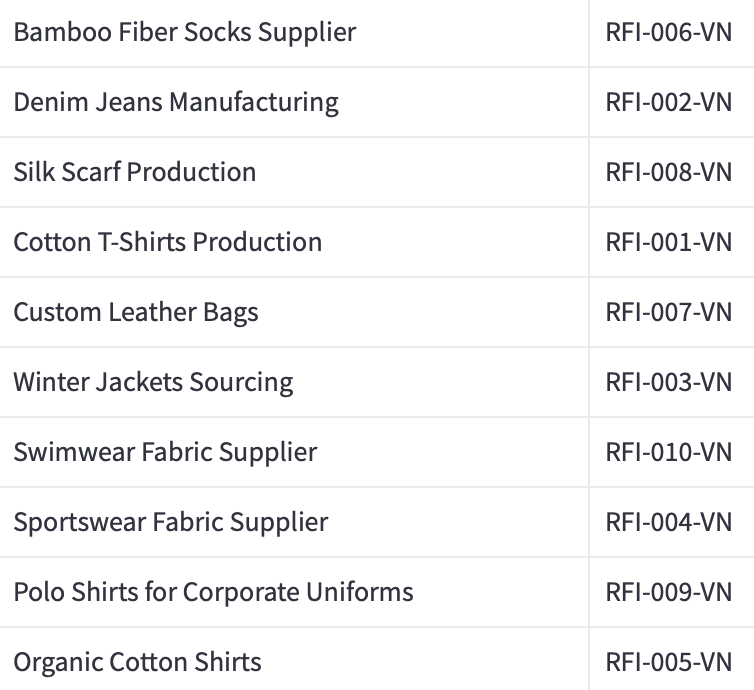 Bamboo Fiber Socks Supplier RFI-006-VN
Denim Jeans Manufacturing RFI-002-VN
Silk Scarf Production RFI-008-VN
Cotton T-Shirts Production RFI-001-VN
Custom Leather Bags RFI-007-VN
Winter Jackets Sourcing RFI-003-VN
Swimwear Fabric Supplier RFI-010-VN
Sportswear Fabric Supplier RFI-004-VN
Polo Shirts for Corporate Uniforms RFI-009-VN
Organic Cotton Shirts RFI-005-VN